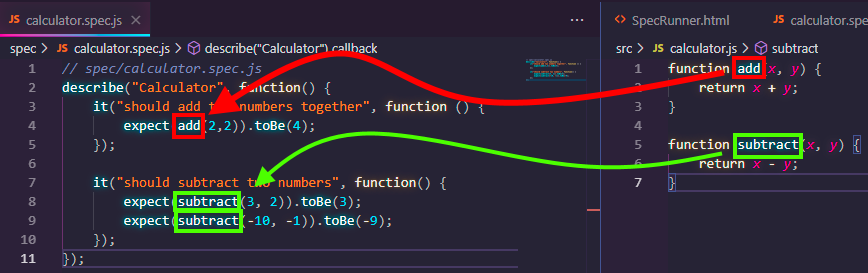 JS calculator.spec.js ×
spec > JS calculator.spec.js > describe("Calculator") callback
1 // spec/calculator.spec.js
2 describe("Calculator", function() {
3 it("should add numbers together", function () {
4 expect add(2,2)).toBe(4);
5 });
6
7 it("should subtract two numbers", function() {
8 expect(subtract(3, 2)).toBe(3);
9 expect(subtract(-10, -1)).toBe(-9);
10 });
11 });
<> SpecRunner.html JS calculator.spe
src > JS calculator.js > subtract
1 function add(x, y) {
2 return x + y;
3 }
4
5 function subtract(x, y) {
6 return x - y;
7 }